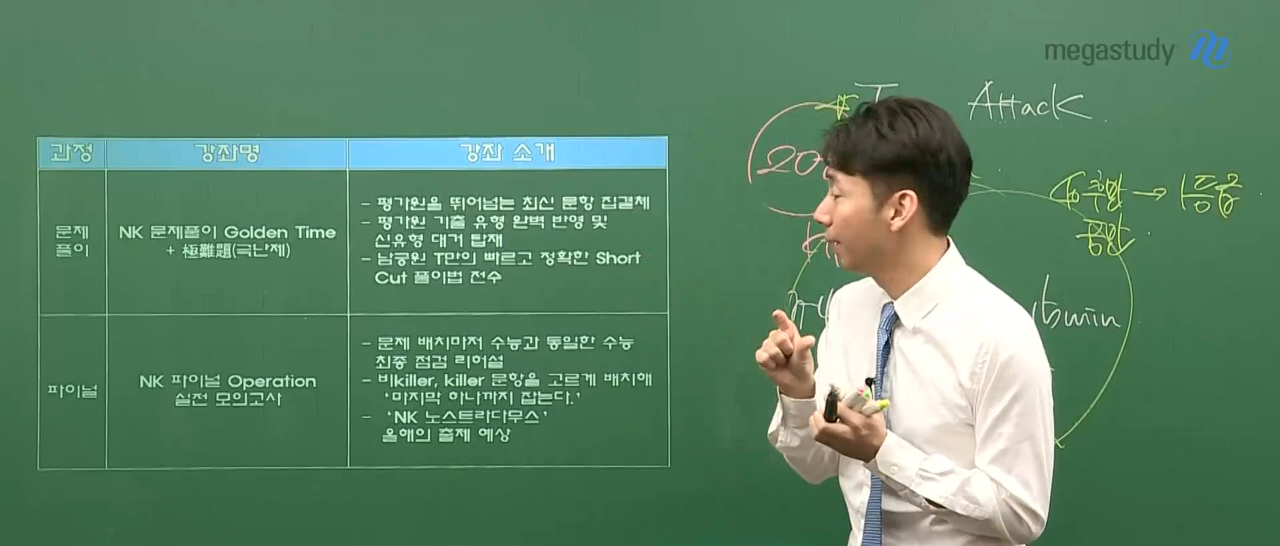 megastudy
과정 강좌명 강좌 소개
문제
풀이
NK 문제풀이 Golden Time
+ 極難題(극난제)
- 평가원을 뛰어넘는 최신 문항 집결체
- 평가원 기출 유형 완벽 반영 및
신유형 대거 탑재
- 남궁원 T만의 빠르고 정확한 Short
Cut 풀이법 전수
파이널
NK 파이널 Operation
실전 모의고사
- 문제 배치마저 수능과 동일한 수능
최종 점검 리허설
- 비killer, killer 문항을 고르게 배치해
'마지막 하나까지 잡는다.'
- 'NK 노스트라다무스'
올해의 출제 예상
Attack
20
후반 → 1등급
중반